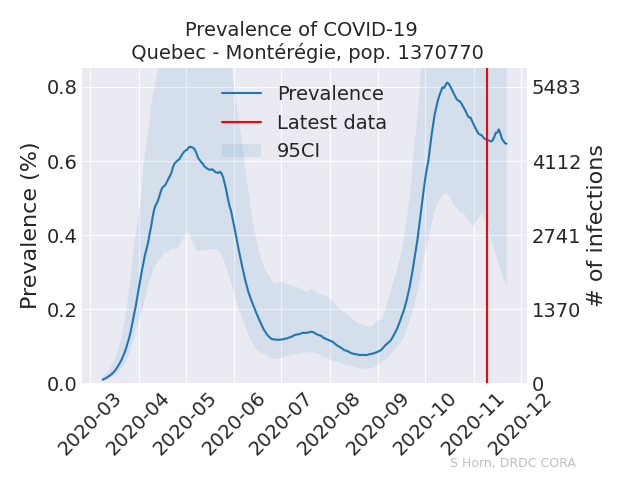 Prevalence of COVID-19
Quebec - Montérégie, pop. 1370770
Prevalence
Latest data
95CI
Prevalence (%)
0.8
0.6
0.4
0.2
0.0
5483
4112
2741
1370
0
# of infections
2020-03
2020-04
2020-05
2020-06
2020-07
2020-08
2020-09
2020-10
2020-11
2020-12
S Horn, DRDC CORA